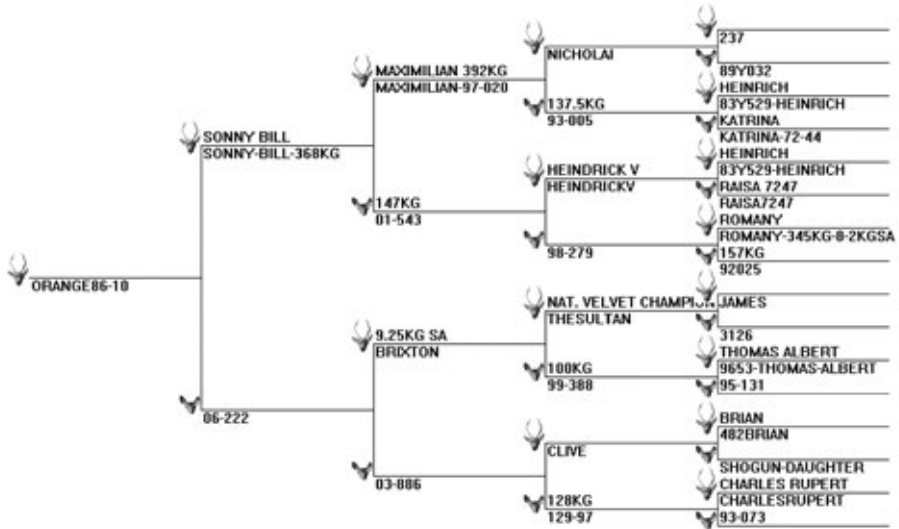 237
NICHOLAI
89Y032
MAXIMILIAN 392KG
HEINRICH
MAXIMILIAN-97-020
137.5KG
83Y529-HEINRICH
93-005
KATRINA
SONNY BILL
KATRINA-72-44
SONNY-BILL-368KG
HEINRICH
HEINDRICK V
83Y529-HEINRICH
HEINDRICKV
RAISA 7247
147KG
RAISA7247
01-543
ROMANY
ROMANY-345KG-8-2KGSA
98-279
157KG
92025
ORANGE86-10
NAT. VELVET CHAMPION
JAMES
9.25KG SA
THESULTAN
3126
BRIXTON
THOMAS ALBERT
100KG
9653-THOMAS-ALBERT
99-388
95-131
06-222
BRIAN
482BRIAN
CLIVE
SHOGUN-DAUGHTER
03-886
CHARLES RUPERT
128KG
CHARLESRUPERT
129-97
93-073